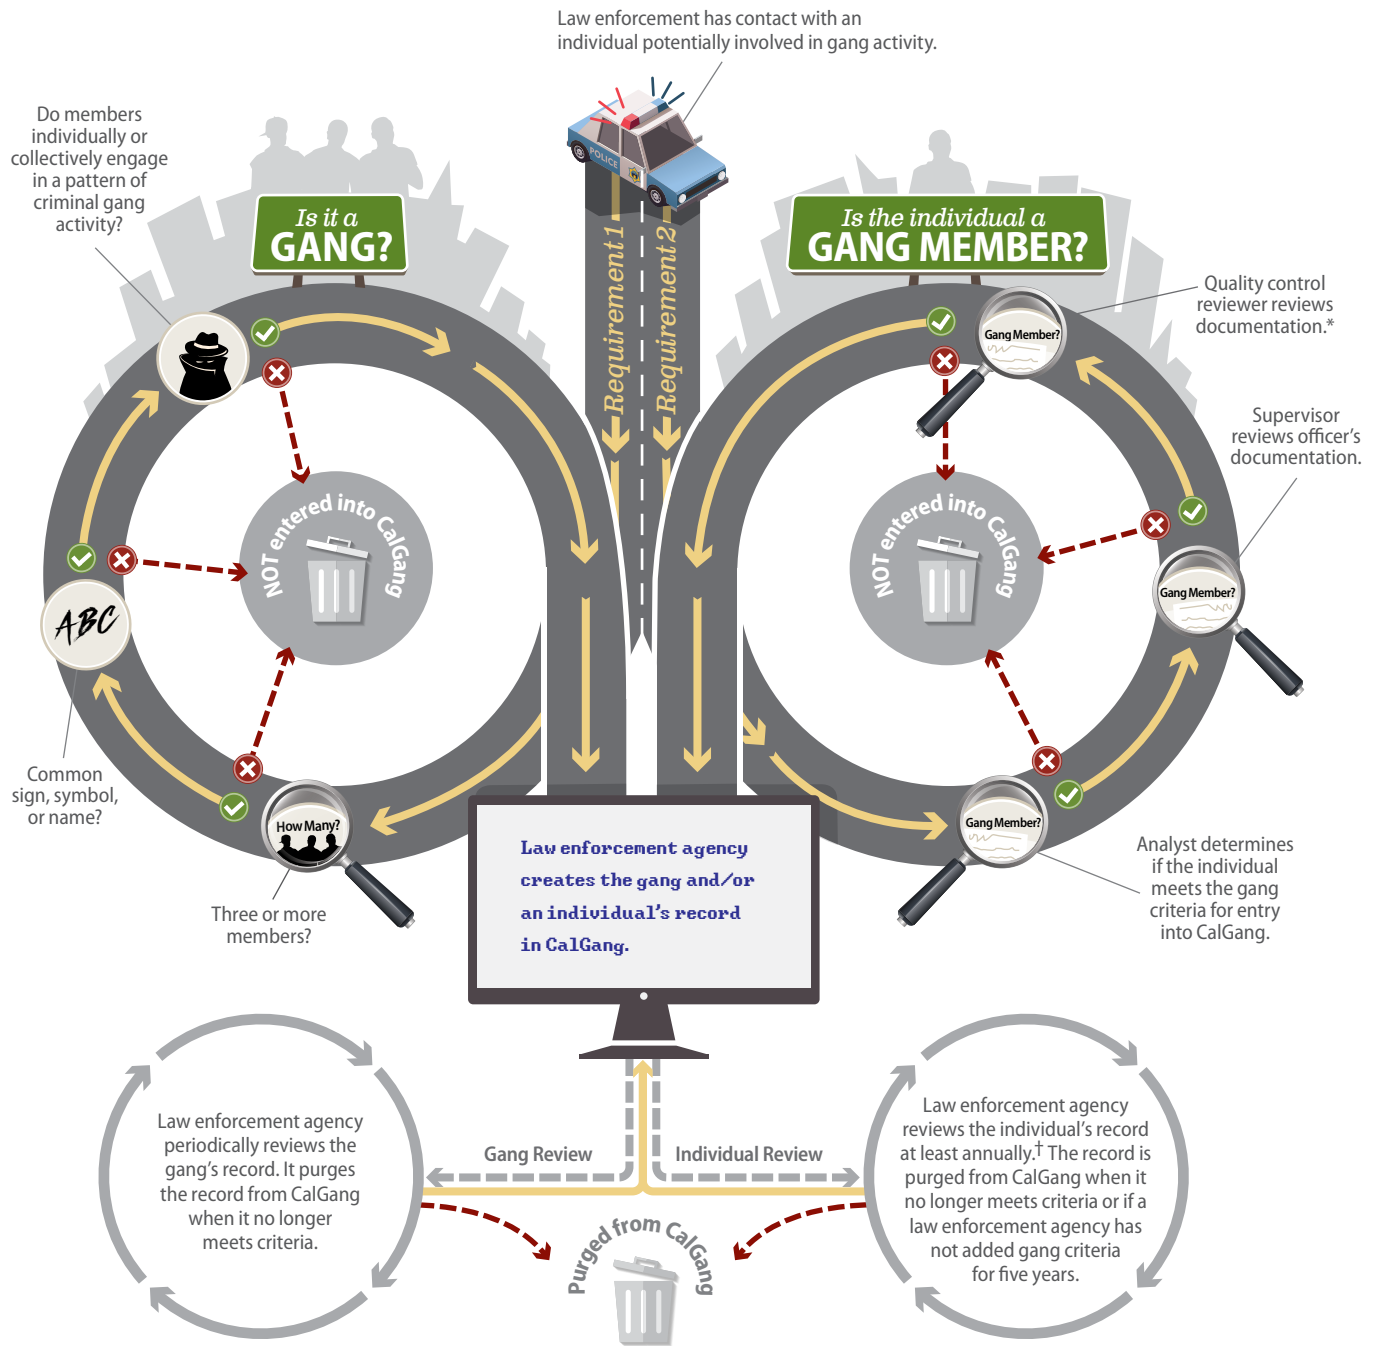 Law enforcement has contact with an
individual potentially involved in gang activity.
Do members
individually or
collectively engage
in a pattern of
criminal gang
activity?
POLICE
Is it a
GANG?
Requirement 1
Requirement 2
Is the individual a
GANG MEMBER?
Quality control
reviewer reviews
documentation.*
Gang Member?
Supervisor
reviews officer's
documentation.
NOT entered into CalGang
NOT entered into CalGang
Gang Member?
ABC
Common
sign, symbol,
or name?
How Many?
Three or more
members?
Gang Member?
Analyst determines
if the individual
meets the gang
criteria for entry
into CalGang.
Law enforcement agency
creates the gang and/or
an individual's record
in CalGang.
Law enforcement agency
periodically reviews the
gang's record. It purges
the record from CalGang
when it no longer
meets criteria.
Gang Review
Individual Review
Law enforcement agency
reviews the individual's record
at least annually.† The record is
purged from CalGang when it
no longer meets criteria or if a
law enforcement agency has
not added gang criteria
for five years.
Purged from CalGang